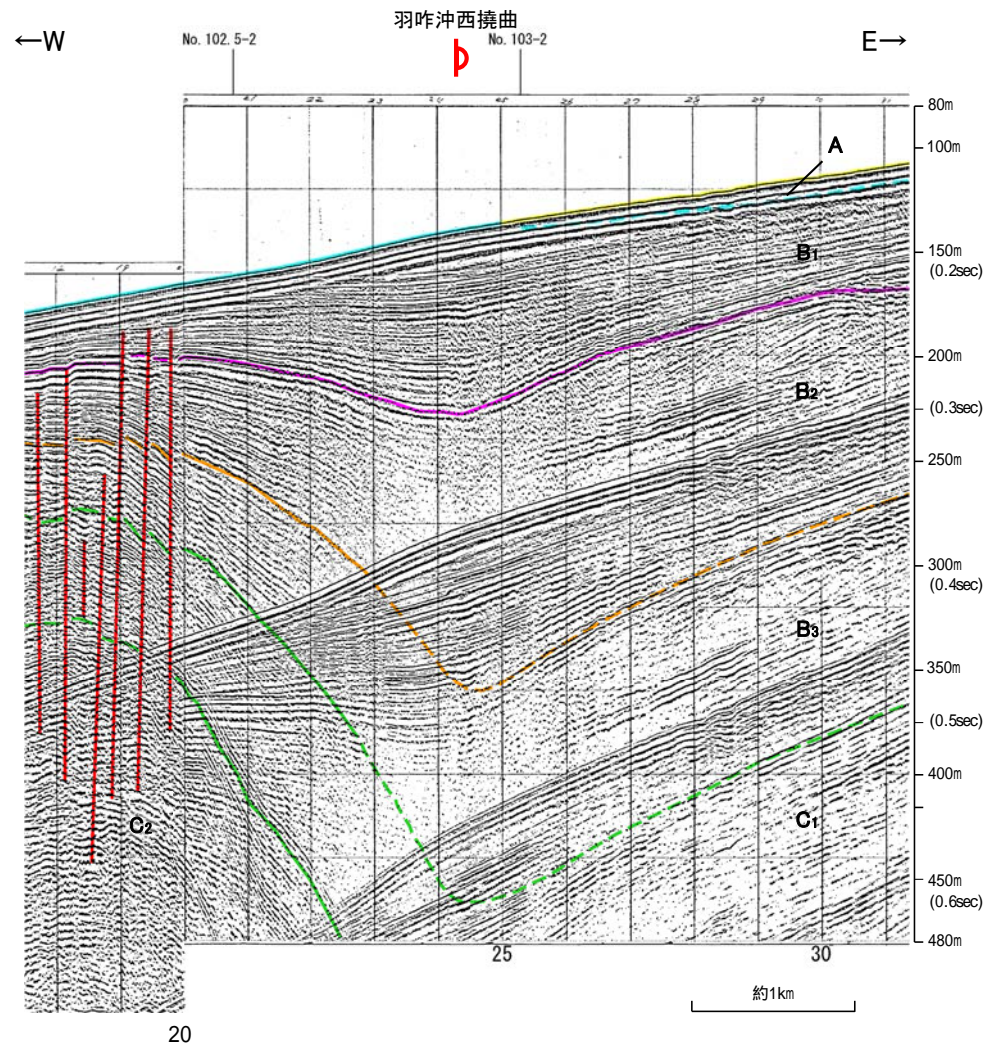 羽咋沖西撓曲
←W
No. 102.5-2
No. 103-2
E→
80m
A
100m
B1
150m
(0.2sec)
200m
B2
(0.3sec)
250m
300m
(0.4sec)
B3
350m
(0.5sec)
400m
C2
C1
450m
(0.6sec)
480m
25
30
約1km
20